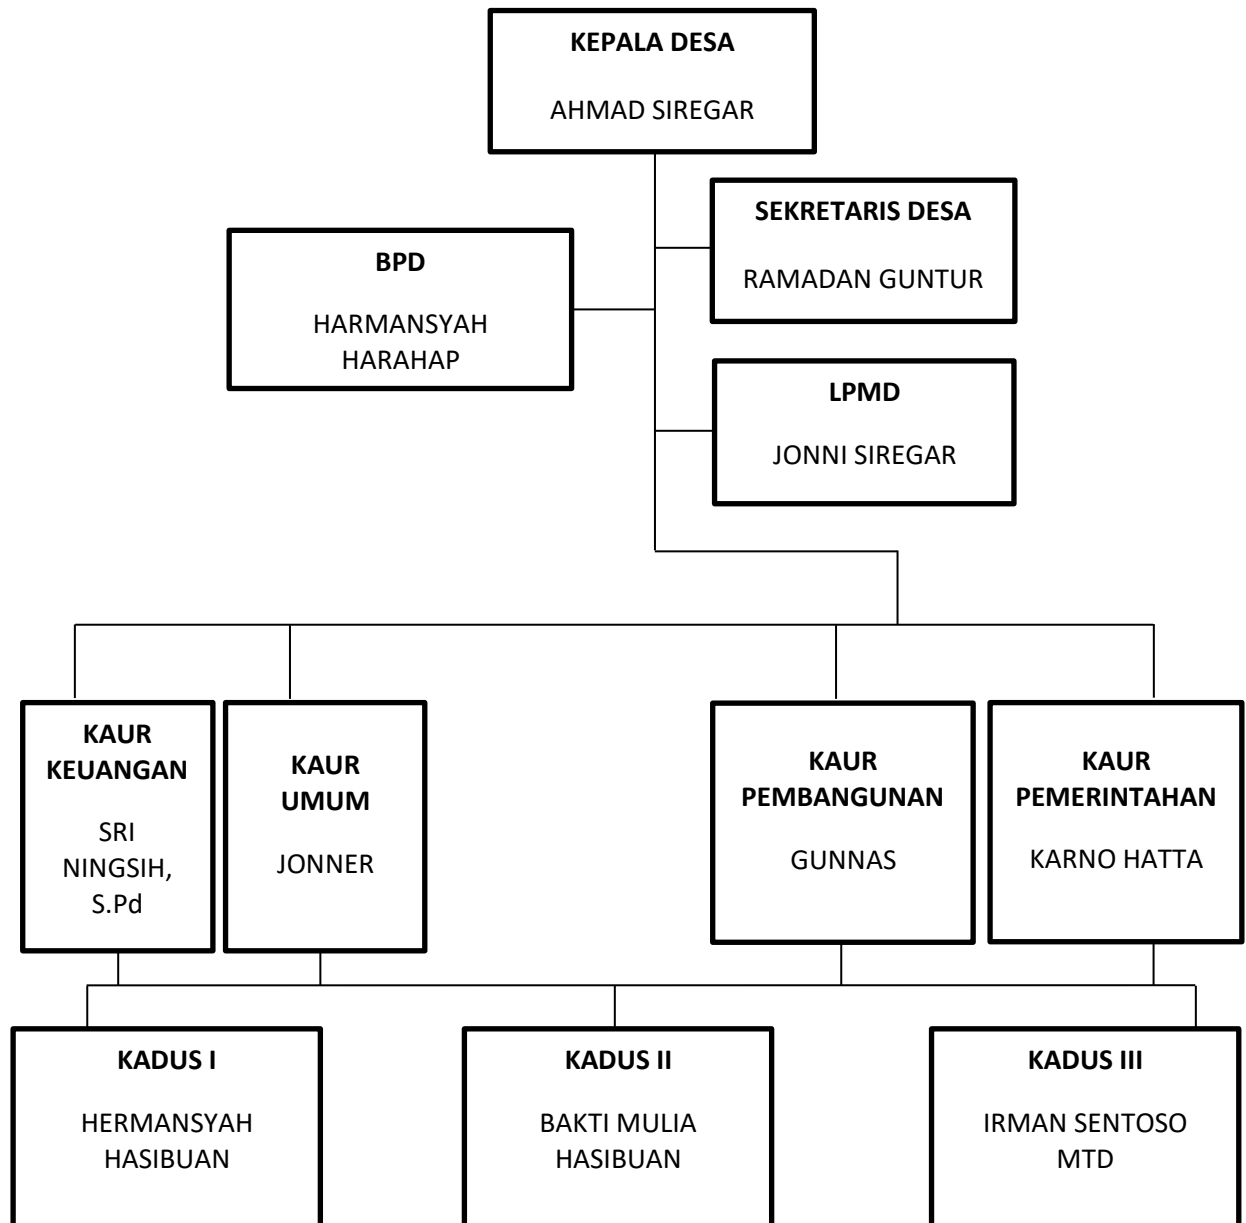 KEPALA DESA
AHMAD SIREGAR
SEKRETARIS DESA
RAMADAN GUNTUR
BPD
HARMANSYAH
HARAHAP
LPMD
JONNI SIREGAR
KAUR
KEUANGAN
SRI
NINGSIH,
S.Pd
KAUR
UMUM
JONNER
KAUR
PEMBANGUNAN
GUNNAS
KAUR
PEMERINTAHAN
KARNO HATTA
KADUS I
HERMANSYAH
HASIBUAN
KADUS II
BAKTI MULIA
HASIBUAN
KADUS III
IRMAN SENTOSO
MTD